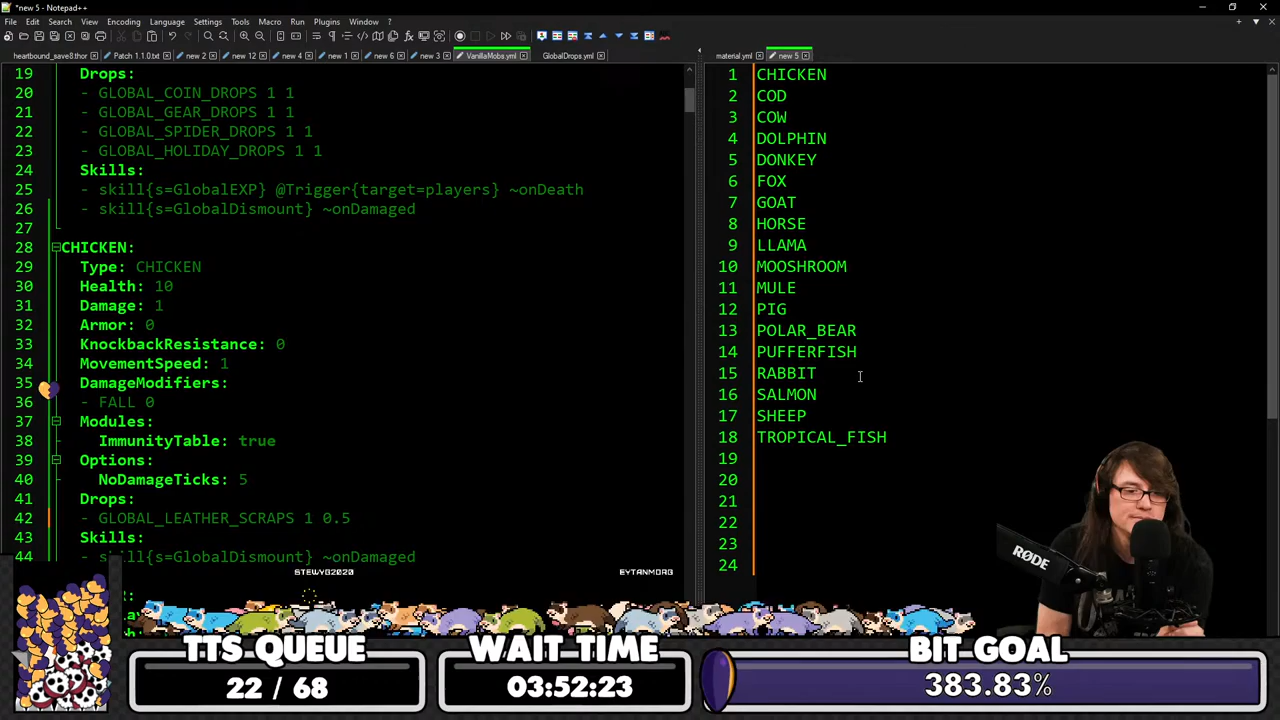 *new 5 - Notepad++
File Edit Search View Encoding Language Settings Tools Macro Run Plugins Window ?
heartbound_save8.thor Patch 1.1.0.txt new 2 new 12 new 4 new 1 new 6 new 3 VanillaMobs.yml GlobalDrops.yml
material.yml new 5
19 Drops:
20 - GLOBAL_COIN_DROPS 1 1
21 - GLOBAL_GEAR_DROPS 1 1
22 - GLOBAL_SPIDER_DROPS 1 1
23 - GLOBAL_HOLIDAY_DROPS 1 1
24 Skills:
25 - skill{s=GlobalEXP} @Trigger{target=players} ~onDeath
26 - skill{s=GlobalDismount} ~onDamaged
27
28 CHICKEN:
29 Type: CHICKEN
30 Health: 10
31 Damage: 1
32 Armor: 0
33 KnockbackResistance: 0
34 MovementSpeed: 1
35 DamageModifiers:
36 - FALL 0
37 Modules:
38 ImmunityTable: true
39 Options:
40 NoDamageTicks: 5
41 Drops:
42 - GLOBAL_LEATHER_SCRAPS 1 0.5
43 Skills:
44 - skill{s=GlobalDismount} ~onDamaged
1 CHICKEN
2 COD
3 COW
4 DOLPHIN
5 DONKEY
6 FOX
7 GOAT
8 HORSE
9 LLAMA
10 MOOSHROOM
11 MULE
12 PIG
13 POLAR_BEAR
14 PUFFERFISH
15 RABBIT
16 SALMON
17 SHEEP
18 TROPICAL_FISH
19
20
21
22
23
24
RØDE
STEWYG2020
EYTANMORG
TTS QUEUE
22 / 68
WAIT TIME
03:52:23
BIT GOAL
383.83%